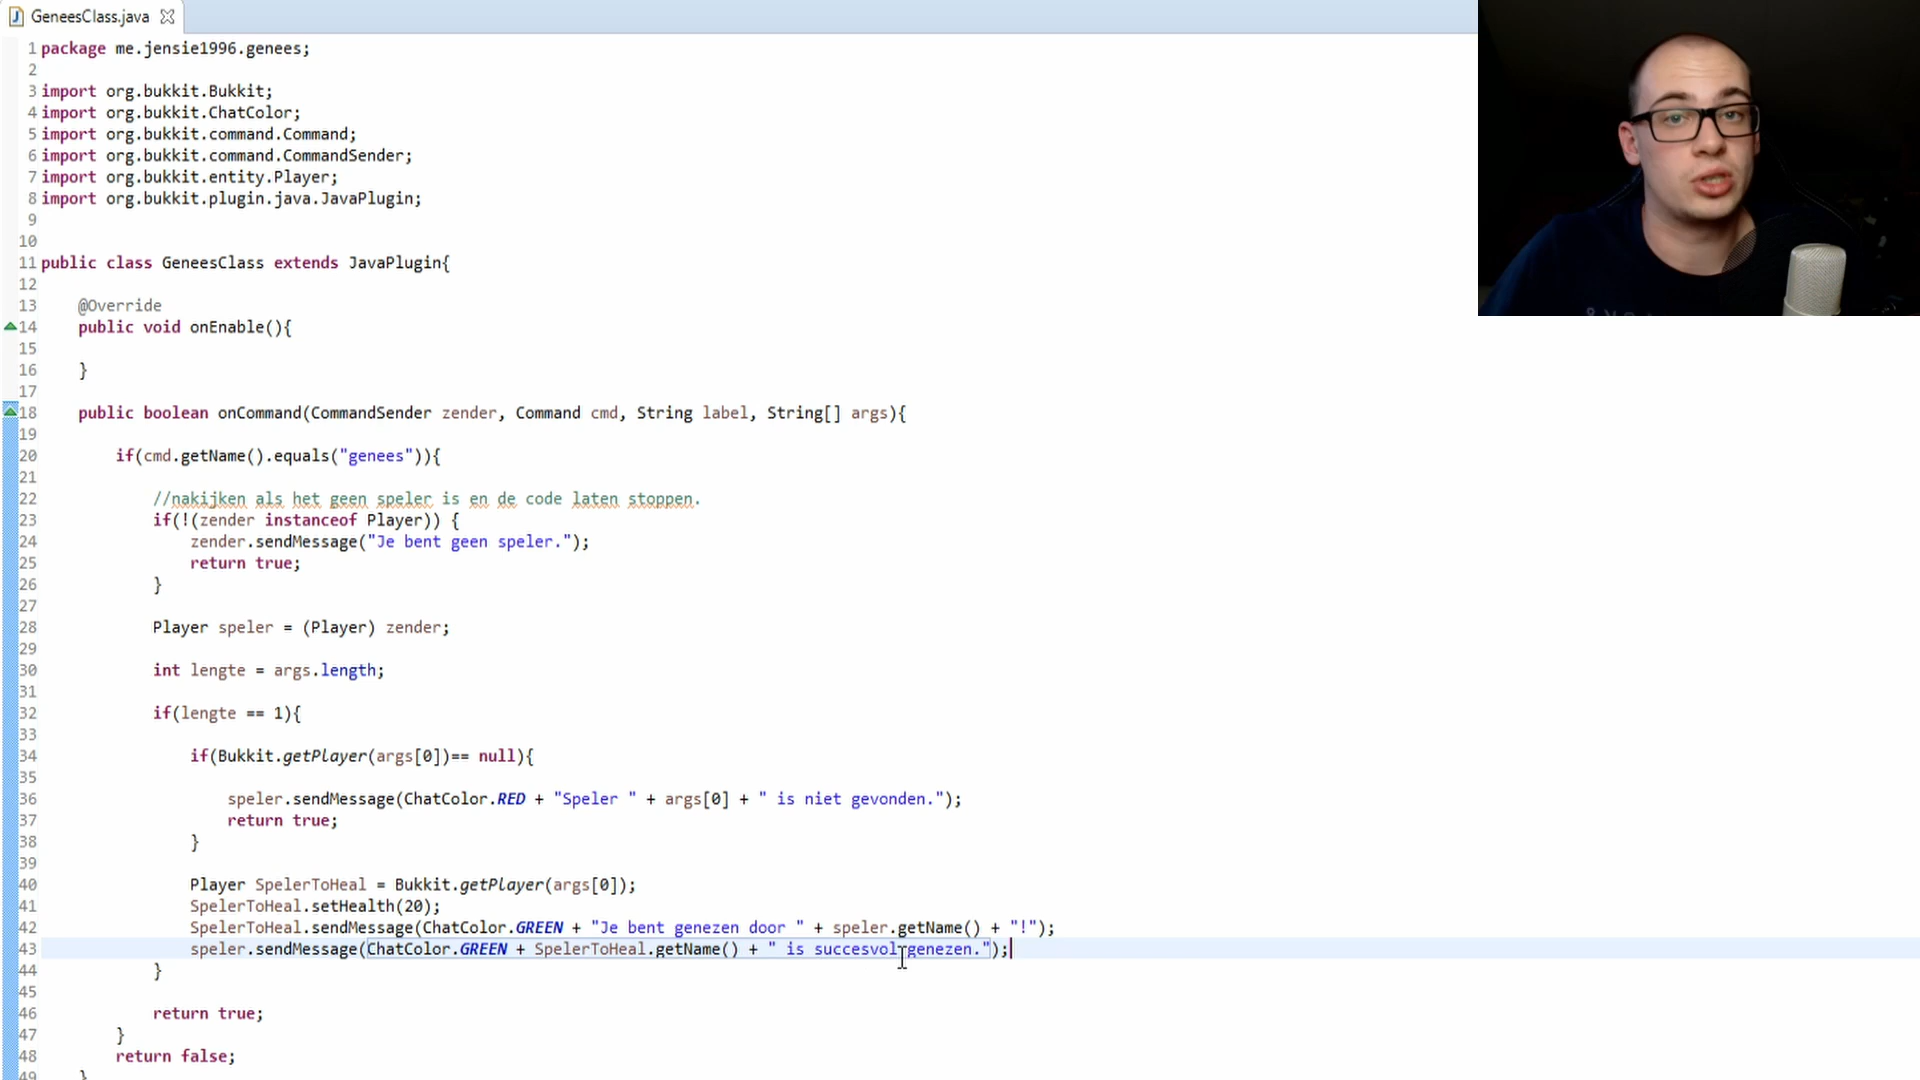 GeneesClass.java
1 package me.jensie1996.genees;
2
3 import org.bukkit.Bukkit;
4 import org.bukkit.ChatColor;
5 import org.bukkit.command.Command;
6 import org.bukkit.command.CommandSender;
7 import org.bukkit.entity.Player;
8 import org.bukkit.plugin.java.JavaPlugin;
9
10
11 public class GeneesClass extends JavaPlugin{
12
13 @Override
14 public void onEnable(){
15
16 }
17
18 public boolean onCommand(CommandSender zender, Command cmd, String label, String[] args){
19
20 if(cmd.getName().equals("genees")){
21
22 //nakijken als het geen speler is en de code laten stoppen.
23 if(!(zender instanceof Player)) {
24 zender.sendMessage("Je bent geen speler.");
25 return true;
26 }
27
28 Player speler = (Player) zender;
29
30 int lengte = args.length;
31
32 if(lengte == 1){
33
34 if(Bukkit.getPlayer(args[0])== null){
35
36 speler.sendMessage(ChatColor.RED + "Speler " + args[0] + " is niet gevonden.");
37 return true;
38 }
39
40 Player SpelerToHeal = Bukkit.getPlayer(args[0]);
41 SpelerToHeal.setHealth(20);
42 SpelerToHeal.sendMessage(ChatColor.GREEN + "Je bent genezen door " + speler.getName() + "!");
43 speler.sendMessage(ChatColor.GREEN + SpelerToHeal.getName() + " is succesvol genezen.");
44 }
45
46 return true;
47 }
48 return false;
49 }